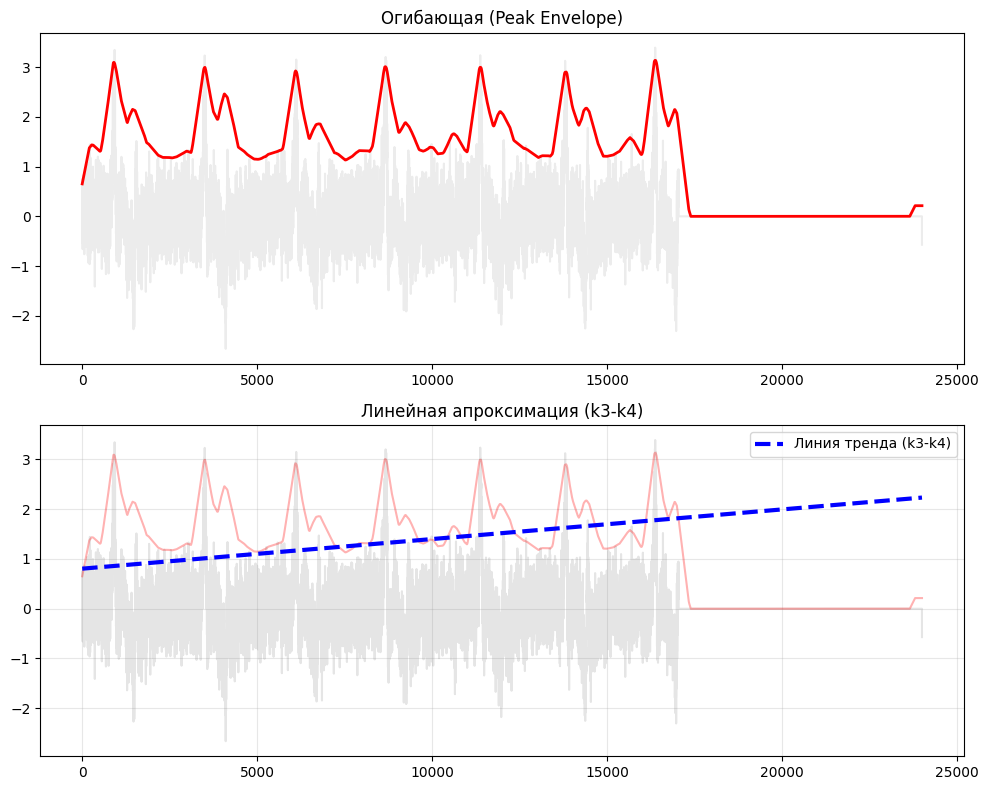 Огибающая (Peak Envelope)
3
2
1
0
−1
−2
0 5000 10000 15000 20000 25000
Линейная апроксимация (k3-k4)
Линия тренда (k3-k4)
3
2
1
0
−1
−2
0 5000 10000 15000 20000 25000